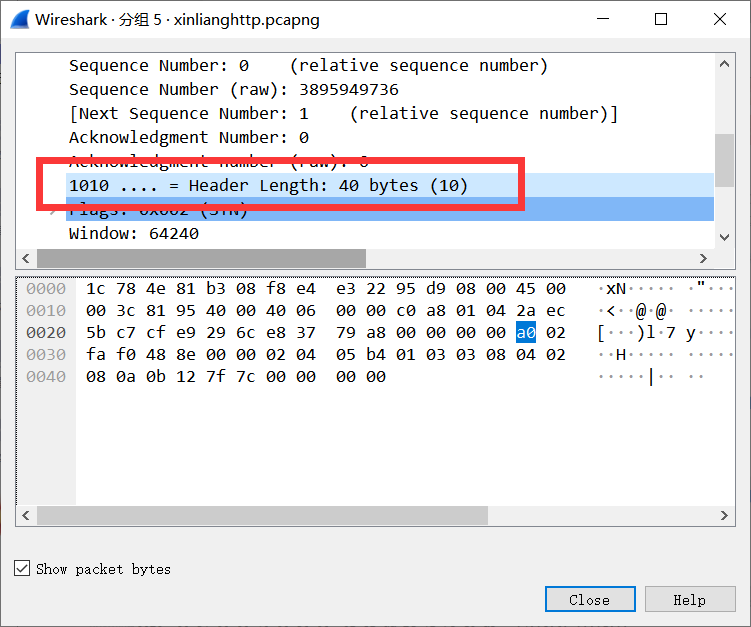 Wireshark · 分组 5 · xinlianghttp.pcapng
Sequence Number: 0    (relative sequence number)
Sequence Number (raw): 3895949736
[Next Sequence Number: 1    (relative sequence number)]
Acknowledgment Number: 0
Acknowledgment number (raw): 0
1010 .... = Header Length: 40 bytes (10)
Flags: 0x002 (SYN)
Window: 64240
0000  1c 78 4e 81 b3 08 f8 e4  e3 22 95 d9 08 00 45 00  ·xN····· ·"····E·
0010  00 3c 81 95 40 00 40 06  00 00 c0 a8 01 04 2a ec  ·<··@·@· ······*·
0020  5b c7 cf e9 29 6c e8 37  79 a8 00 00 00 00 a0 02  [···)l·7 y·······
0030  fa f0 48 8e 00 00 02 04  05 b4 01 03 03 08 04 02  ··H····· ········
0040  08 0a 0b 12 7f 7c 00 00  00 00  ·····|·· ··
Show packet bytes
Close
Help